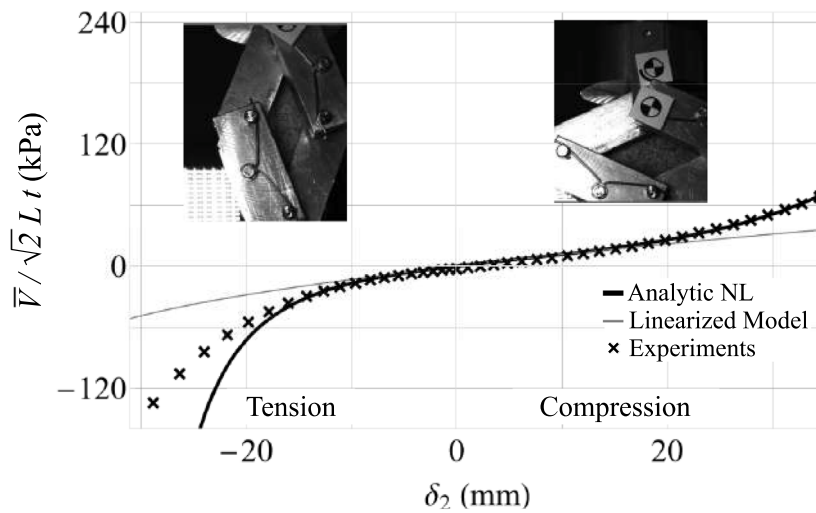 240
120
0
−120
V̅/√2 L t (kPa)
Analytic NL
Linearized Model
Experiments
Tension
Compression
−20
0
20
δ₂ (mm)